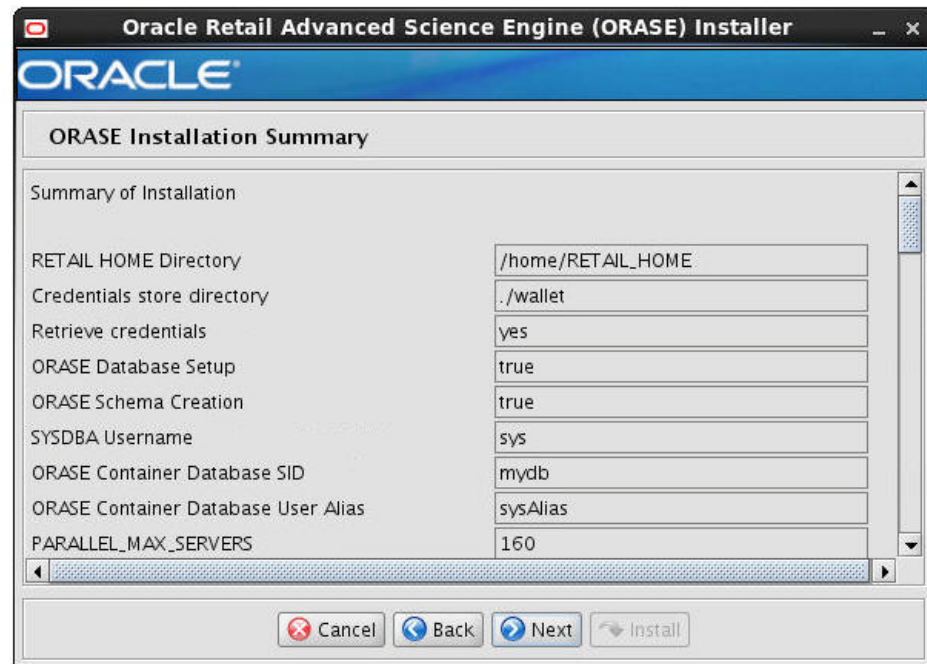 Oracle Retail Advanced Science Engine (ORASE) Installer
ORACLE
ORASE Installation Summary
Summary of Installation
RETAIL HOME Directory /home/RETAIL_HOME
Credentials store directory ./wallet
Retrieve credentials yes
ORASE Database Setup true
ORASE Schema Creation true
SYSDBA Username sys
ORASE Container Database SID mydb
ORASE Container Database User Alias sysAlias
PARALLEL_MAX_SERVERS 160
Cancel Back Next Install